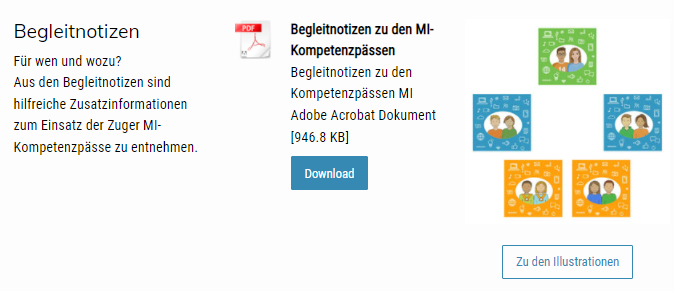 Begleitnotizen
Für wen und wozu?
Aus den Begleitnotizen sind
hilfreiche Zusatzinformationen
zum Einsatz der Zuger MI-
Kompetenzpässe zu entnehmen.
PDF
Begleitnotizen zu den MI-
Kompetenzpässen
Begleitnotizen zu den
Kompetenzpässen MI
Adobe Acrobat Dokument
[946.8 KB]
Download
Zu den Illustrationen